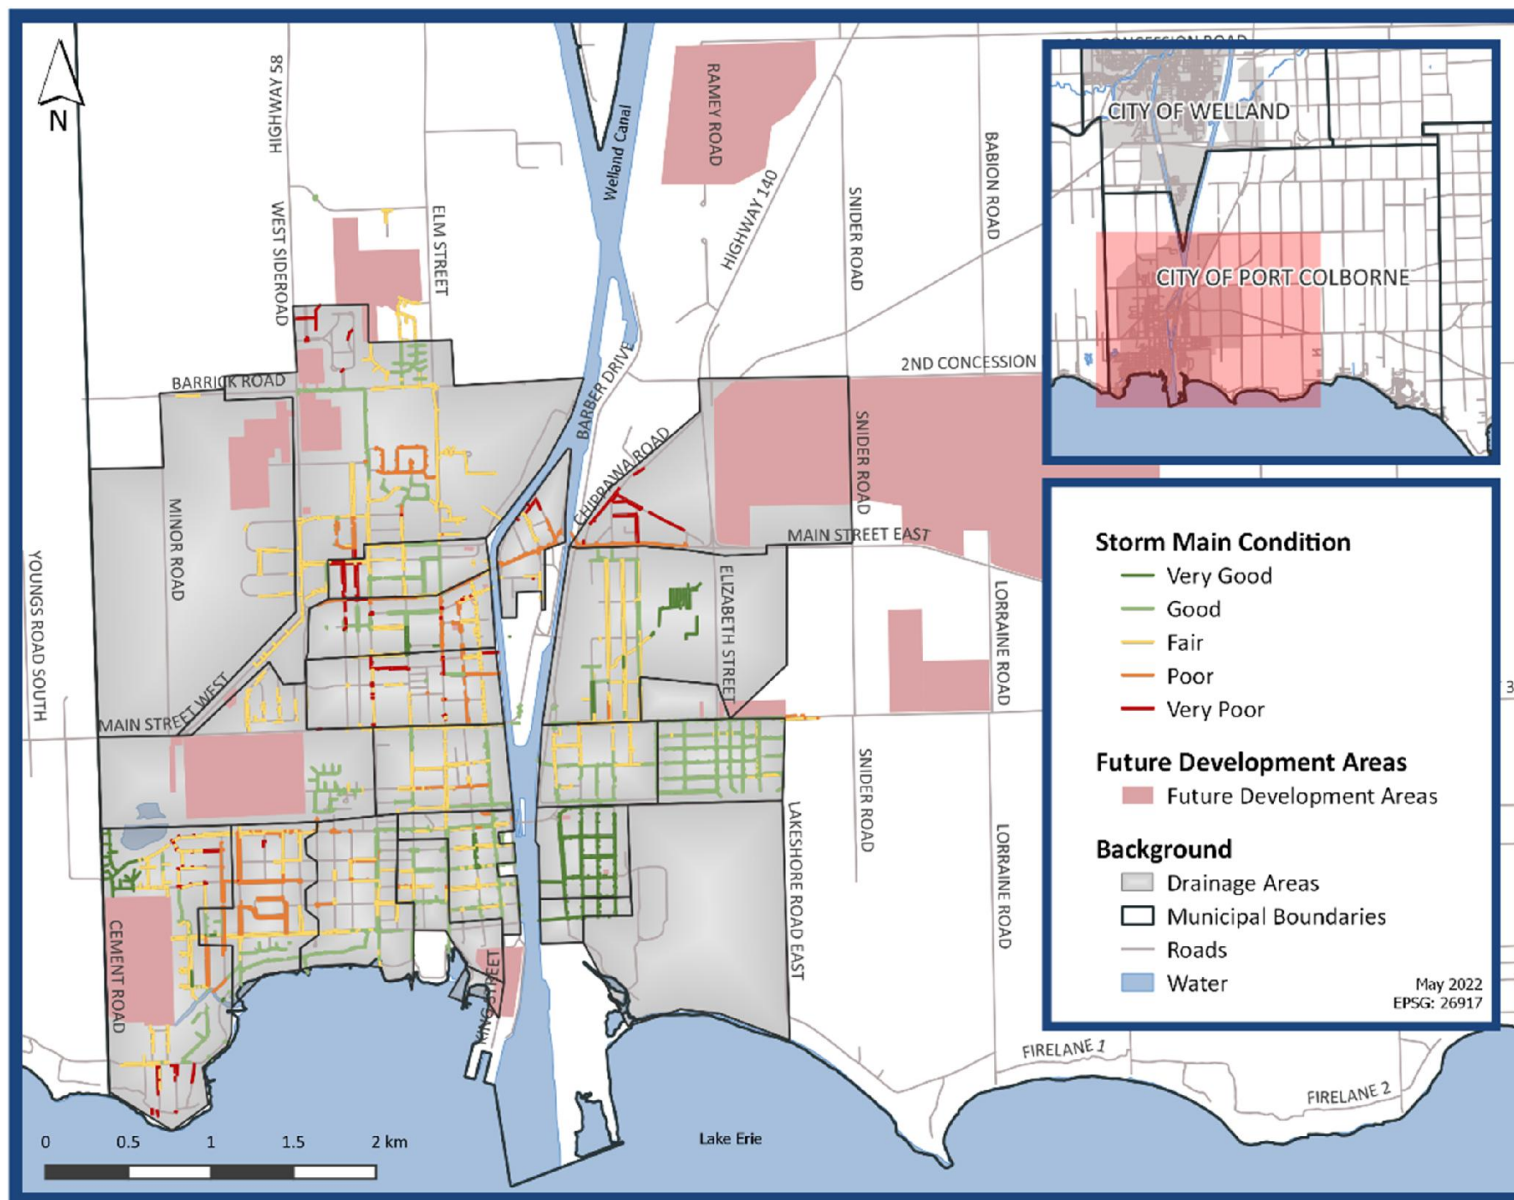 N
HIGHWAY 58
WEST SIDEROAD
ELM STREET
Welland Canal
RAMEY ROAD
HIGHWAY 140
SNIDER ROAD
BABION ROAD
BARRICK ROAD
BARBER DRIVE
2ND CONCESSION
CHIPPAWA ROAD
SNIDER ROAD
MINOR ROAD
MAIN STREET EAST
YOUNGS ROAD SOUTH
ELIZABETH STREET
LORRAINE ROAD
MAIN STREET WEST
3
SNIDER ROAD
LAKESHORE ROAD EAST
LORRAINE ROAD
CEMENT ROAD
KING STREET
FIRELANE 1
FIRELANE 2
Lake Erie
0 0.5 1 1.5 2 km
CITY OF WELLAND
CITY OF PORT COLBORNE
Storm Main Condition
Very Good
Good
Fair
Poor
Very Poor
Future Development Areas
Future Development Areas
Background
Drainage Areas
Municipal Boundaries
Roads
Water
May 2022
EPSG: 26917